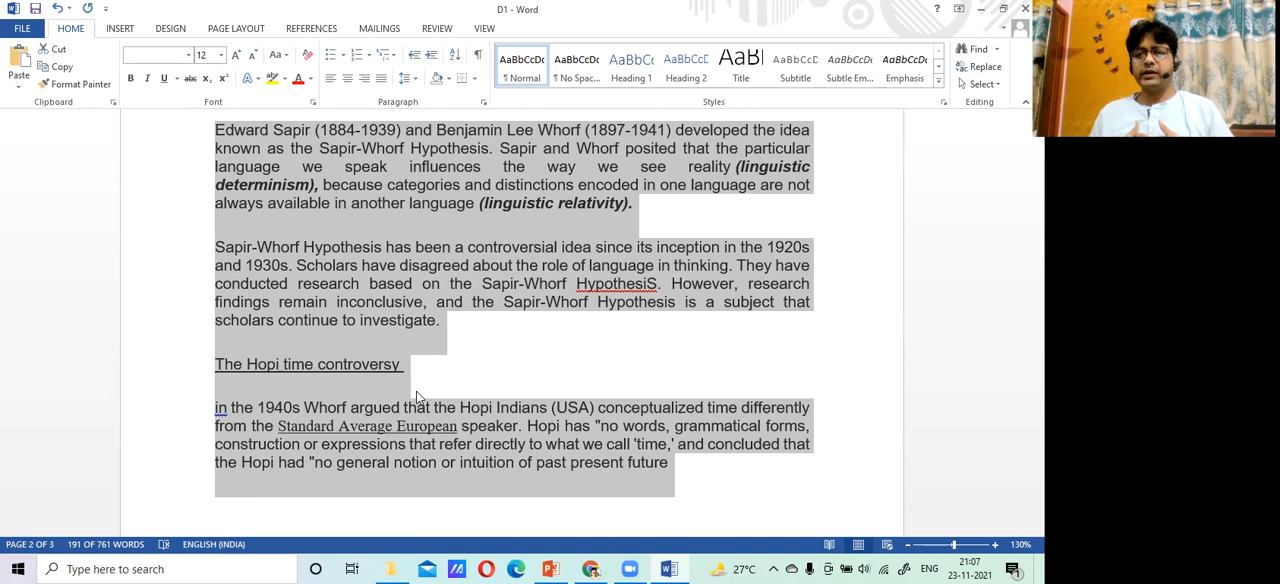 D1 - Word
FILE HOME INSERT DESIGN PAGE LAYOUT REFERENCES MAILINGS REVIEW VIEW
Cut
Copy
Format Painter
Paste
12
Find
Replace
Select
AaBbCcDc AaBbCcDc AaBbCc AaBbCcD AaBl AaBbCcD AaBbCcDc AaBbCcDc
¶ Normal ¶ No Spac... Heading 1 Heading 2 Title Subtitle Subtle Em... Emphasis
Clipboard Font Paragraph Styles Editing
Edward Sapir (1884-1939) and Benjamin Lee Whorf (1897-1941) developed the idea
known as the Sapir-Whorf Hypothesis. Sapir and Whorf posited that the particular
language we speak influences the way we see reality (linguistic
determinism), because categories and distinctions encoded in one language are not
always available in another language (linguistic relativity).
Sapir-Whorf Hypothesis has been a controversial idea since its inception in the 1920s
and 1930s. Scholars have disagreed about the role of language in thinking. They have
conducted research based on the Sapir-Whorf HypothesiS. However, research
findings remain inconclusive, and the Sapir-Whorf Hypothesis is a subject that
scholars continue to investigate.
The Hopi time controversy
in the 1940s Whorf argued that the Hopi Indians (USA) conceptualized time differently
from the Standard Average European speaker. Hopi has "no words, grammatical forms,
construction or expressions that refer directly to what we call 'time,' and concluded that
the Hopi had "no general notion or intuition of past present future
PAGE 2 OF 3 191 OF 761 WORDS ENGLISH (INDIA) 130%
Type here to search
27°C ENG
21:07
23-11-2021